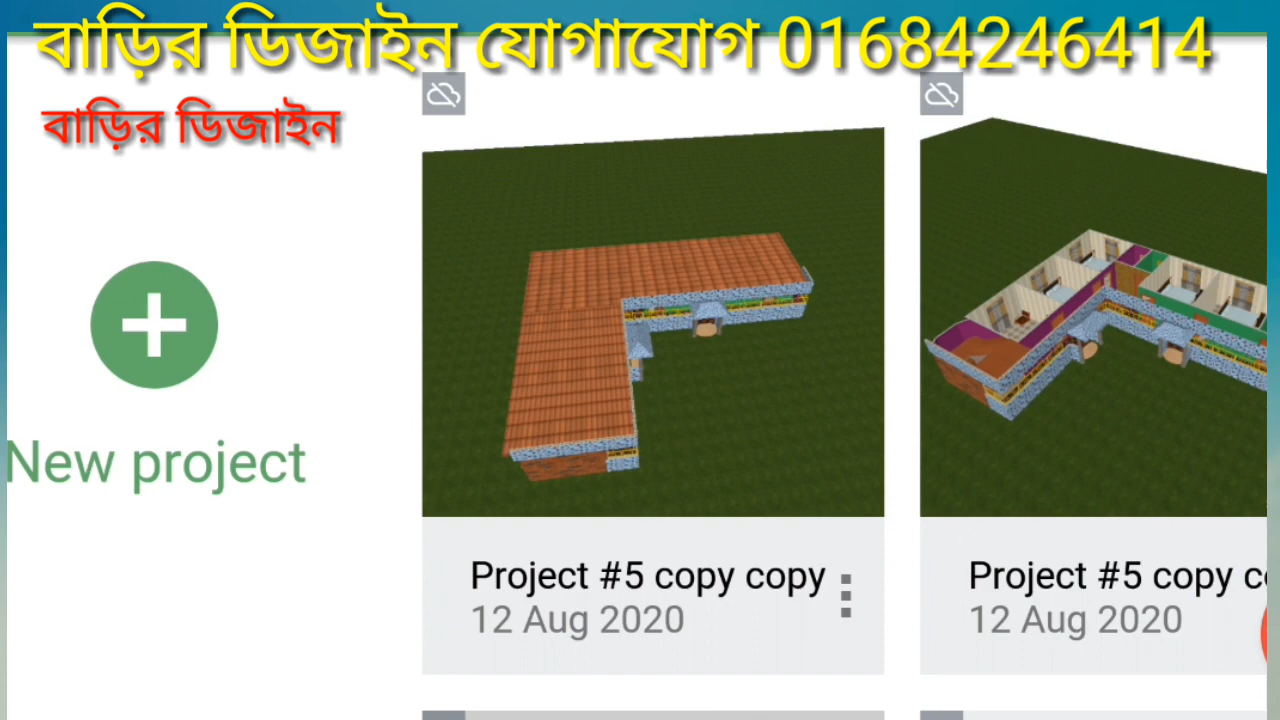 বাড়ির ডিজাইন যোগাযোগ 01684246414
বাড়ির ডিজাইন
New project
Project #5 copy copy
12 Aug 2020
Project #5 copy
12 Aug 2020